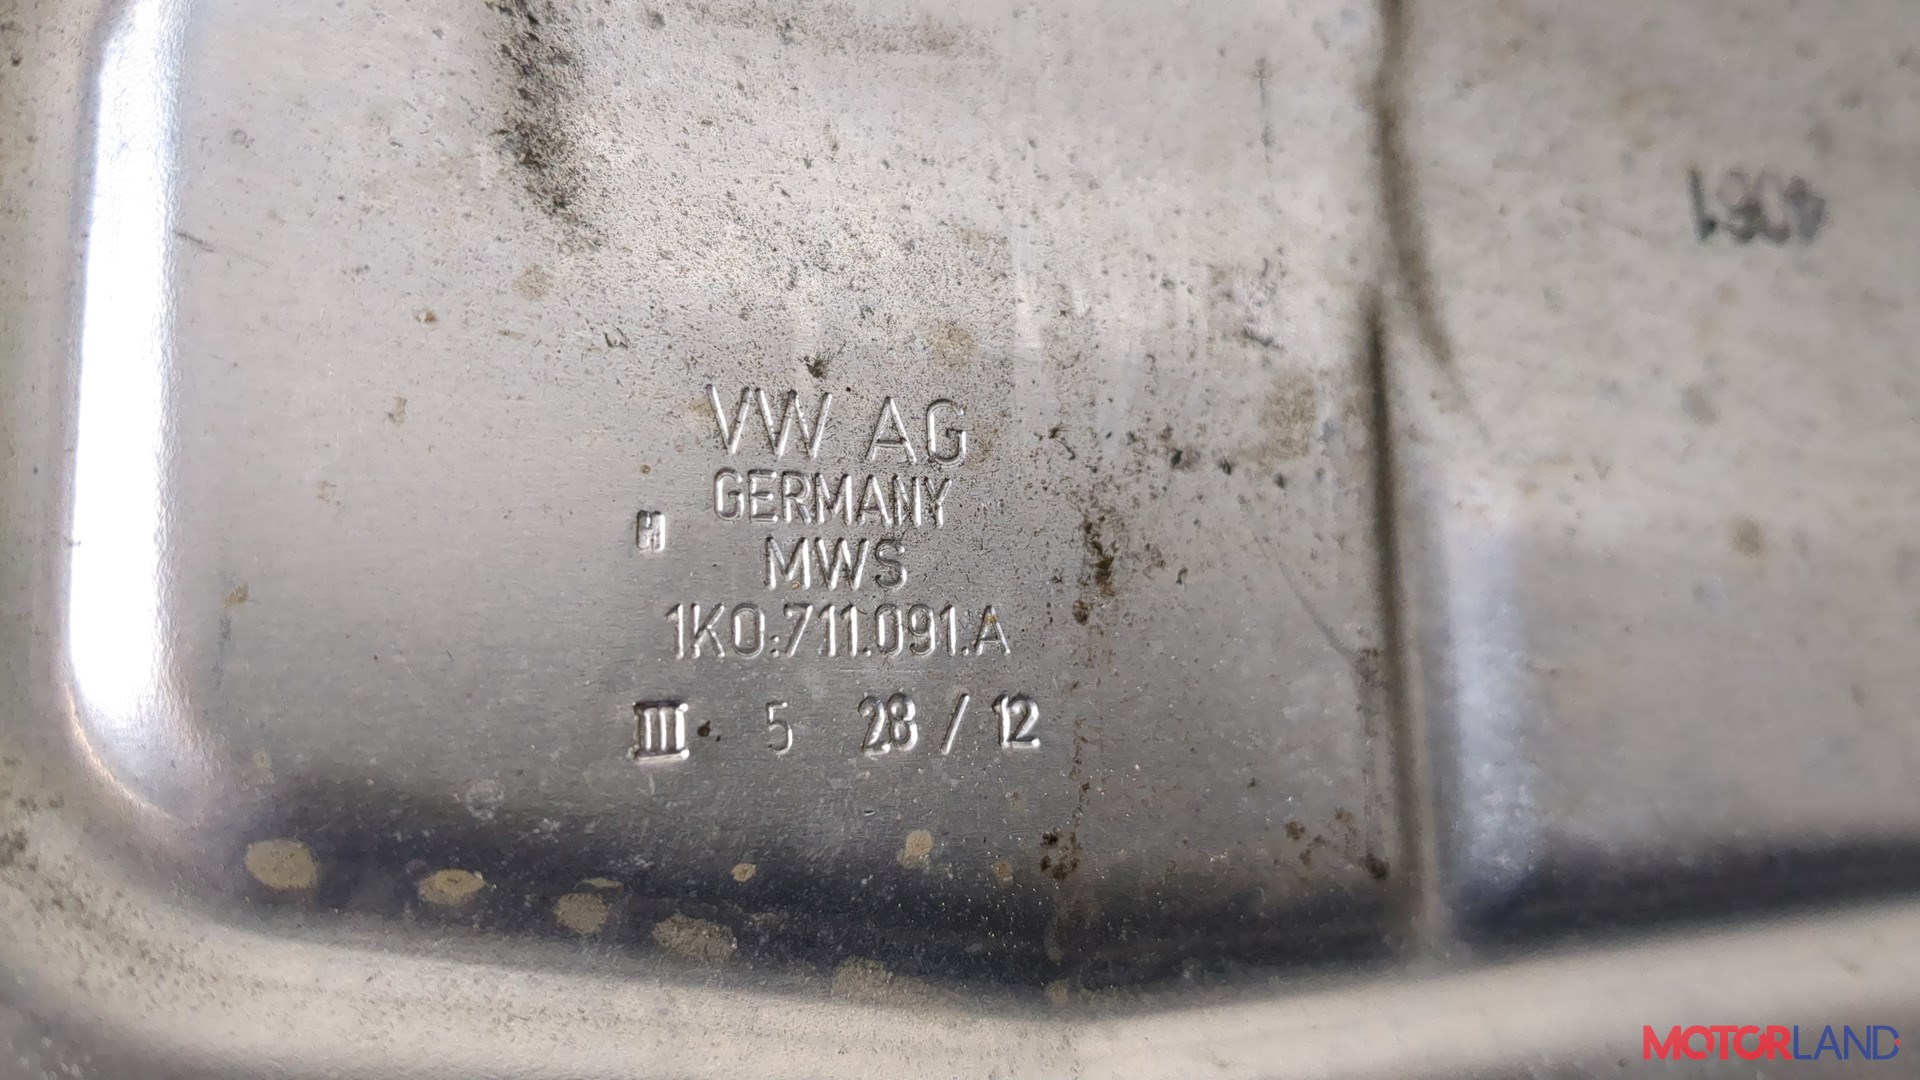 4061
VW AG
GERMANY
H
MWS
1K0.711.091.A
III 5 28 / 12
MOTORLAND